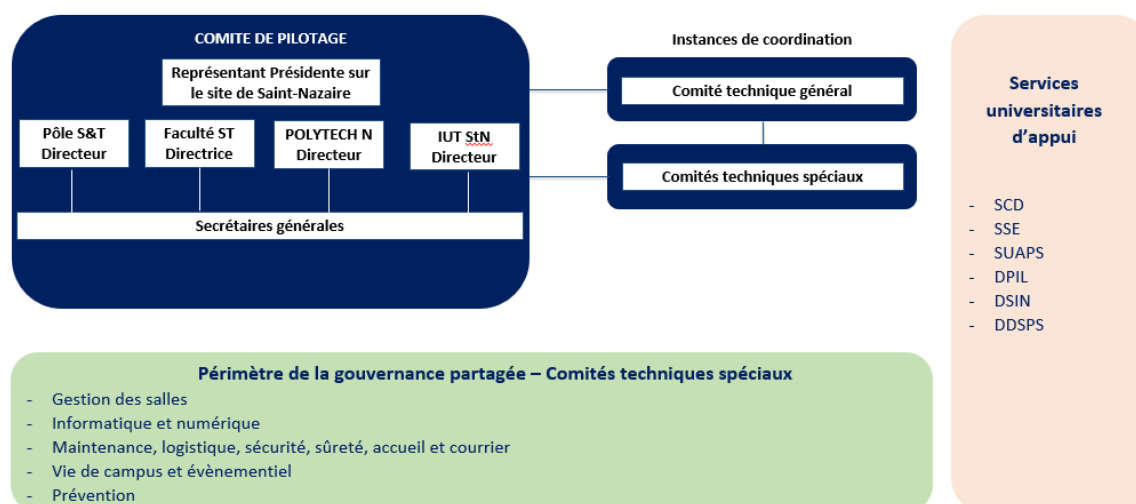 COMITE DE PILOTAGE
Représentant Présidente sur
le site de Saint-Nazaire
Pôle S&T
Directeur
Faculté ST
Directrice
POLYTECH N
Directeur
IUT StN
Directeur
Secrétaires générales
Instances de coordination
Comité technique général
Comités techniques spéciaux
Services
universitaires
d’appui
- SCD
- SSE
- SUAPS
- DPIL
- DSIN
- DDSPS
Périmètre de la gouvernance partagée – Comités techniques spéciaux
- Gestion des salles
- Informatique et numérique
- Maintenance, logistique, sécurité, sûreté, accueil et courrier
- Vie de campus et évènementiel
- Prévention